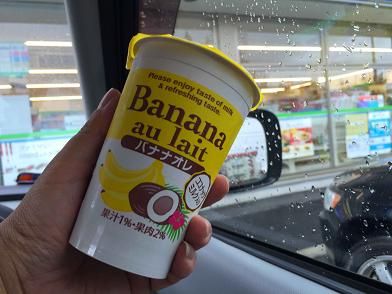 Please enjoy taste of milk
& refreshing taste.
Banana
au lait
バナナオレ
果汁1%・果肉2%